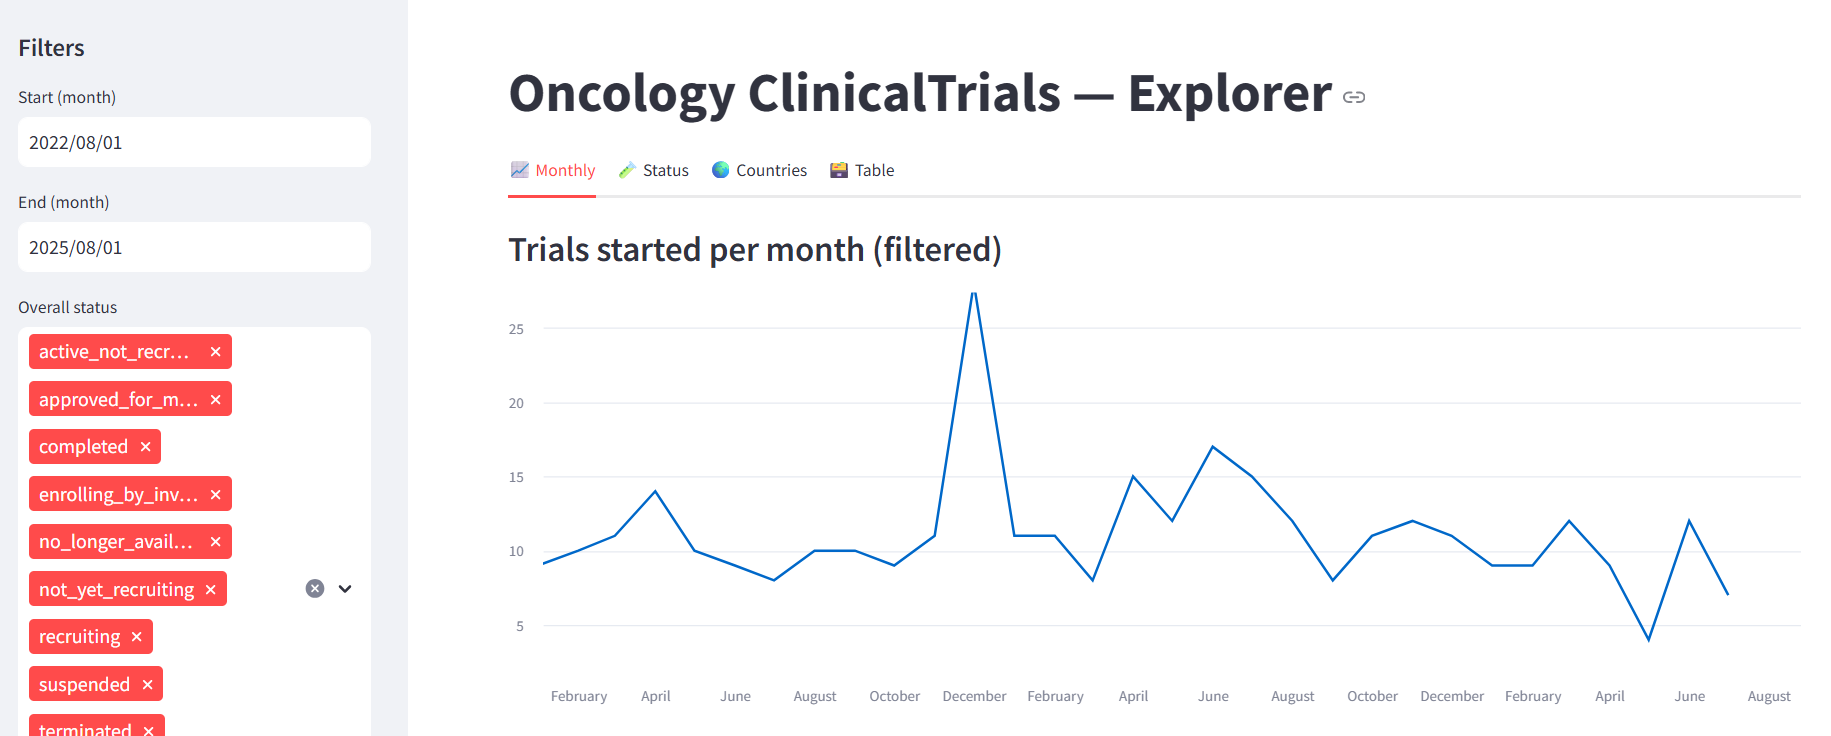 Filters
Start (month)
2022/08/01
End (month)
2025/08/01
Overall status
active_not_recr...
approved_for_m...
completed
enrolling_by_inv...
no_longer_avail...
not_yet_recruiting
recruiting
suspended
terminated
Oncology ClinicalTrials — Explorer
Monthly Status Countries Table
Trials started per month (filtered)
25
20
15
10
5
February April June August October December February April June August October December February April June August